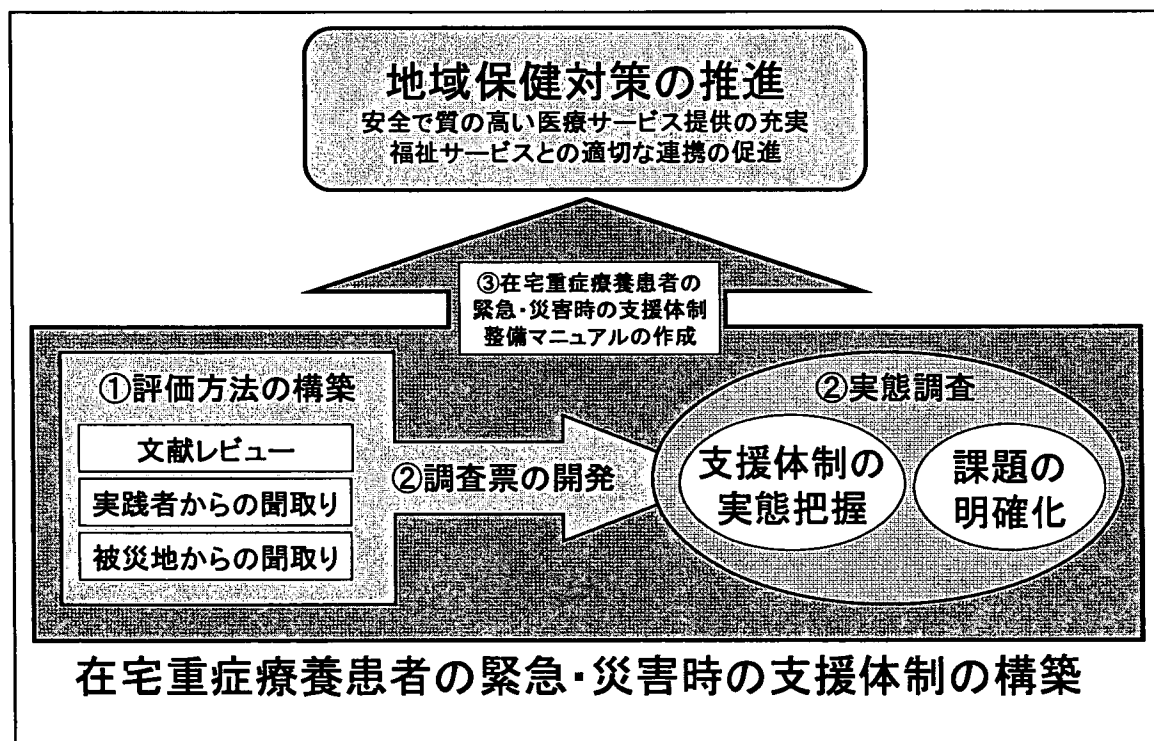 地域保健対策の推進
安全で質の高い医療サービス提供の充実
福祉サービスとの適切な連携の促進
③在宅重症療養患者の
緊急・災害時の支援体制
整備マニュアルの作成
①評価方法の構築
文献レビュー
実践者からの聞取り
被災地からの聞取り
②調査票の開発
②実態調査
支援体制の
実態把握
課題の
明確化
在宅重症療養患者の緊急・災害時の支援体制の構築